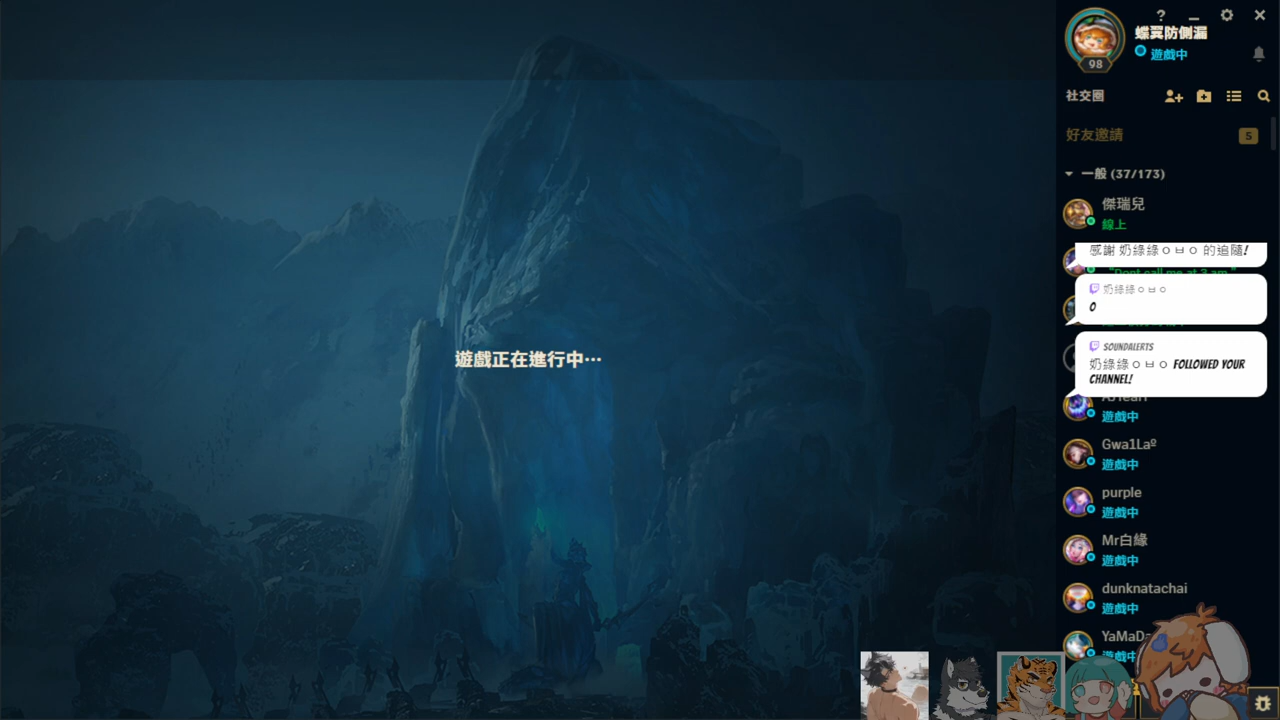 ?
蝶翼防側漏
遊戲中
98
社交圈
好友邀請
5
一般 (37/173)
傑瑞兒
線上
感謝 奶綠綠ㅇㅂㅇ 的追隨!
"Dont call me at 3 am "
奶綠綠ㅇㅂㅇ
0
SOUNDALERTS
奶綠綠ㅇㅂㅇ FOLLOWED YOUR
CHANNEL!
遊戲正在進行中⋯
遊戲中
Gwa1Laº
遊戲中
purple
遊戲中
Mr白緣
遊戲中
dunknatachai
遊戲中
YaMaDa
遊戲中